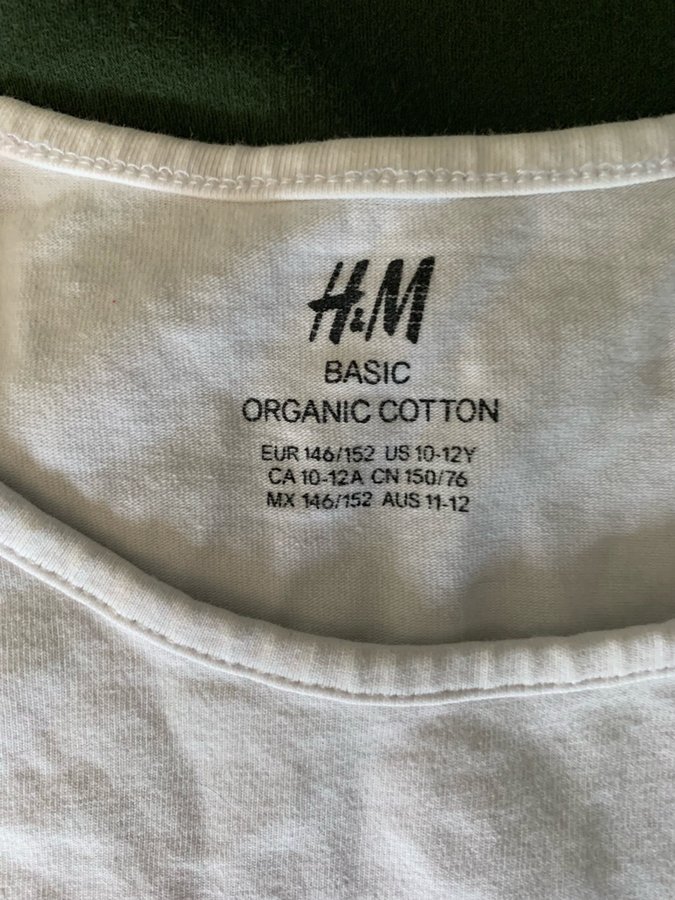 H&M
BASIC
ORGANIC COTTON
EUR 146/152 US 10-12Y
CA 10-12A CN 150/76
MX 146/152 AUS 11-12